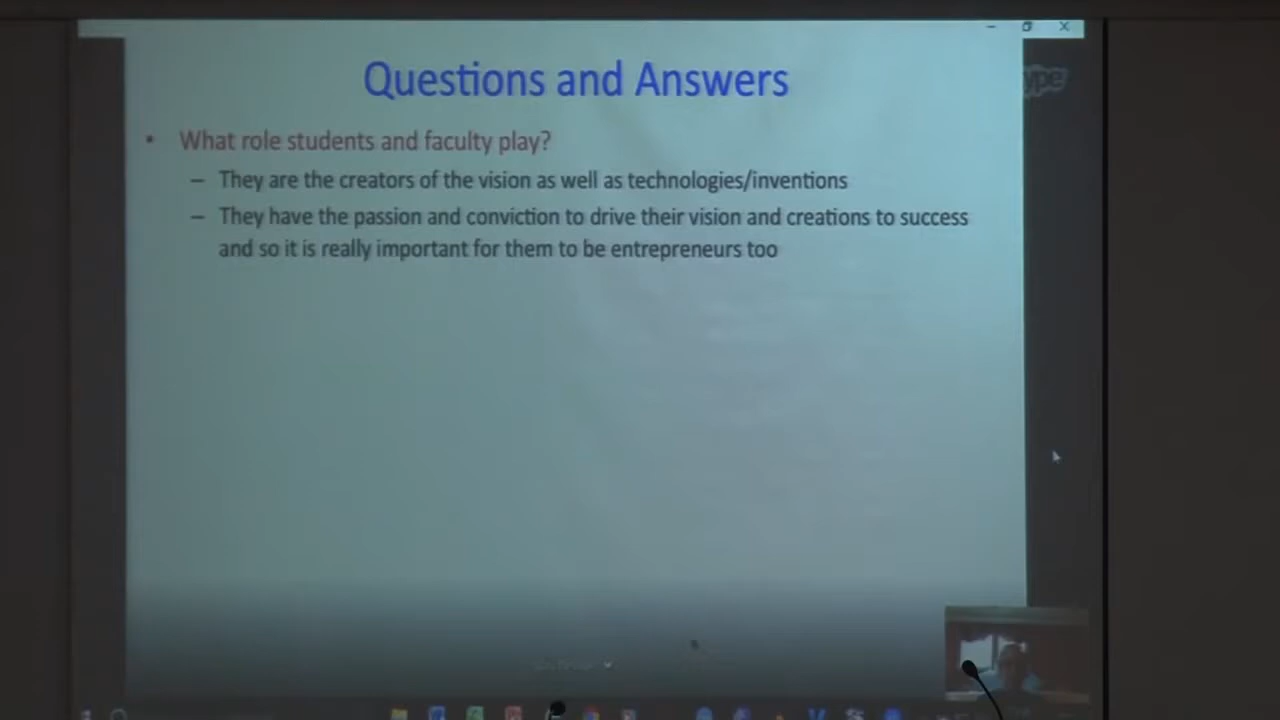 Questions and Answers
• What role students and faculty play?
– They are the creators of the vision as well as technologies/inventions
– They have the passion and conviction to drive their vision and creations to success
and so it is really important for them to be entrepreneurs too